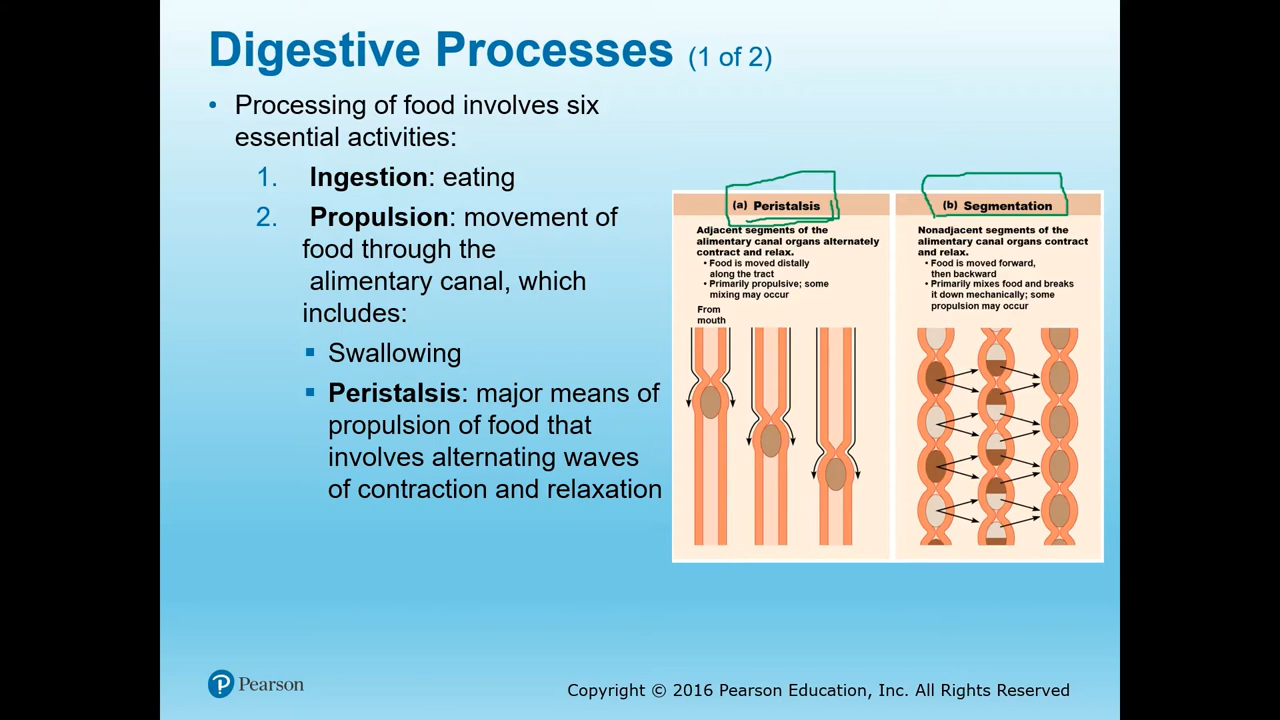 Digestive Processes (1 of 2)
• Processing of food involves six
essential activities:
1. Ingestion: eating
2. Propulsion: movement of
food through the
alimentary canal, which
includes:
▪ Swallowing
▪ Peristalsis: major means of
propulsion of food that
involves alternating waves
of contraction and relaxation
(a) Peristalsis
Adjacent segments of the
alimentary canal organs alternately
contract and relax.
• Food is moved distally
along the tract
• Primarily propulsive; some
mixing may occur
From
mouth
(b) Segmentation
Nonadjacent segments of the
alimentary canal organs contract
and relax.
• Food is moved forward,
then backward
• Primarily mixes food and breaks
it down mechanically; some
propulsion may occur
P Pearson
Copyright © 2016 Pearson Education, Inc. All Rights Reserved